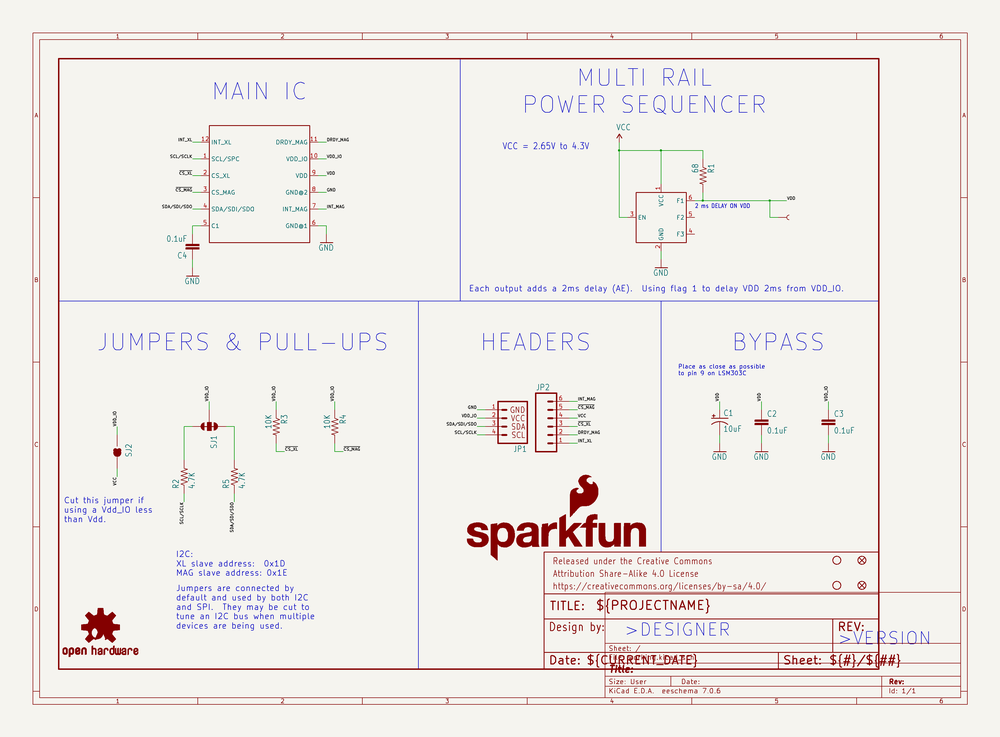 1 2 3 4 5 6
A
B
C
D
MAIN IC
INT_XL 12 INT_XL DRDY_MAG 11 DRDY_MAG
SCL/SCLK 1 SCL/SPC VDD_IO 10 VDD_IO
CS_XL 2 CS_XL VDD 9 VDD
CS_MAG 3 CS_MAG GND@2 8 GND
SDA/SDI/SDO 4 SDA/SDI/SDO INT_MAG 7 INT_MAG
5 C1 GND@1 6
0.1uF
C4
GND
GND
MULTI RAIL
POWER SEQUENCER
VCC = 2.65V to 4.3V
VCC
68
R1
1
VCC
3 EN
F1 6
F2 5
F3 4
GND
2
GND
2 ms DELAY ON VDD
VDD
Each output adds a 2ms delay (AE). Using flag 1 to delay VDD 2ms from VDD_IO.
JUMPERS & PULL-UPS
VDD_IO
SJ2
VCC
Cut this jumper if
using a Vdd_IO less
than Vdd.
VDD_IO
SJ1
R2
4.7K
SCL/SCLK
R5
4.7K
SDA/SDI/SDO
VDD_IO
10K
R3
CS_XL
VDD_IO
10K
R4
CS_MAG
I2C:
XL slave address: 0x1D
MAG slave address: 0x1E
Jumpers are connected by
default and used by both I2C
and SPI. They may be cut to
tune an I2C bus when multiple
devices are being used.
open hardware
HEADERS
GND 1 GND
VDD_IO 2 VCC
SDA/SDI/SDO 3 SDA
SCL/SCLK 4 SCL
JP1
JP2
6 INT_MAG
5 CS_MAG
4 VCC
3 CS_XL
2 DRDY_MAG
1 INT_XL
BYPASS
Place as close as possible
to pin 9 on LSM303C
VDD
C1
10uF
GND
VDD
C2
0.1uF
GND
VDD_IO
C3
0.1uF
GND
sparkfun
Released under the Creative Commons
Attribution Share-Alike 4.0 License
https://creativecommons.org/licenses/by-sa/4.0/
TITLE: ${PROJECTNAME}
Design by: >DESIGNER
REV: >VERSION
Sheet: /
Date: ${CURRENT_DATE}
Sheet: ${#}/${##}
Title:
Size: User Date: Rev:
KiCad E.D.A. eeschema 7.0.6 Id: 1/1
1 2 3 4 5 6
A
B
C
D